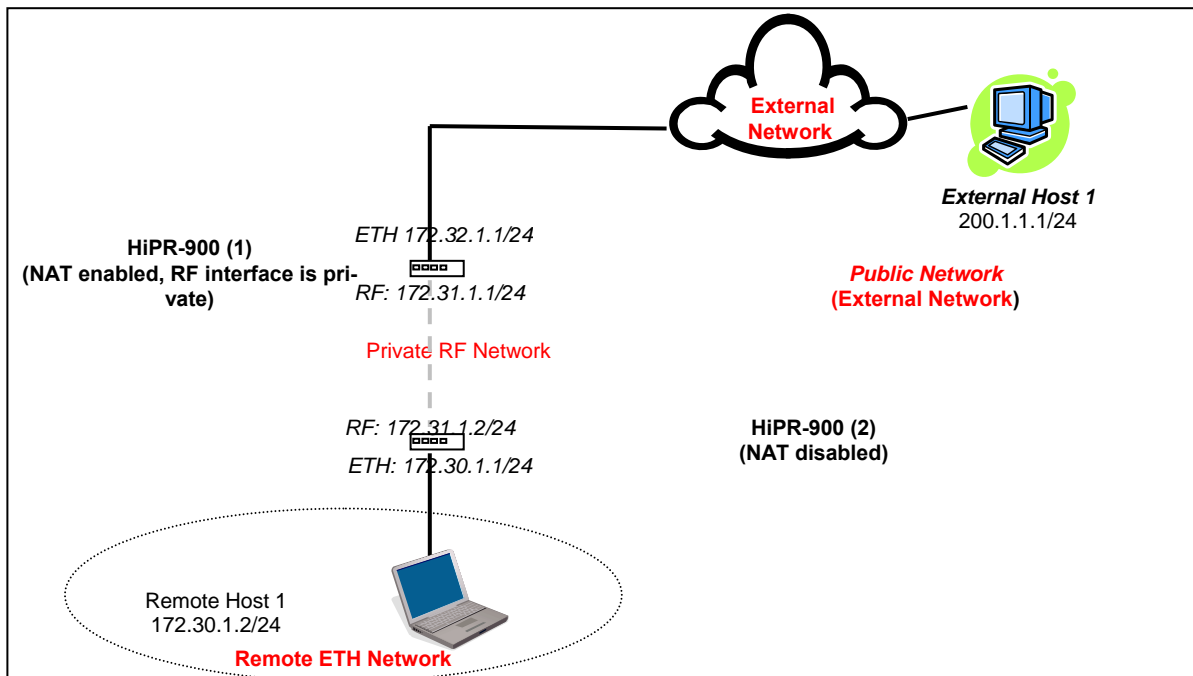 External
Network
External Host 1
200.1.1.1/24
ETH 172.32.1.1/24
HiPR-900 (1)
(NAT enabled, RF interface is pri-
vate)
RF: 172.31.1.1/24
Public Network
(External Network)
Private RF Network
RF: 172.31.1.2/24
ETH: 172.30.1.1/24
HiPR-900 (2)
(NAT disabled)
Remote Host 1
172.30.1.2/24
Remote ETH Network